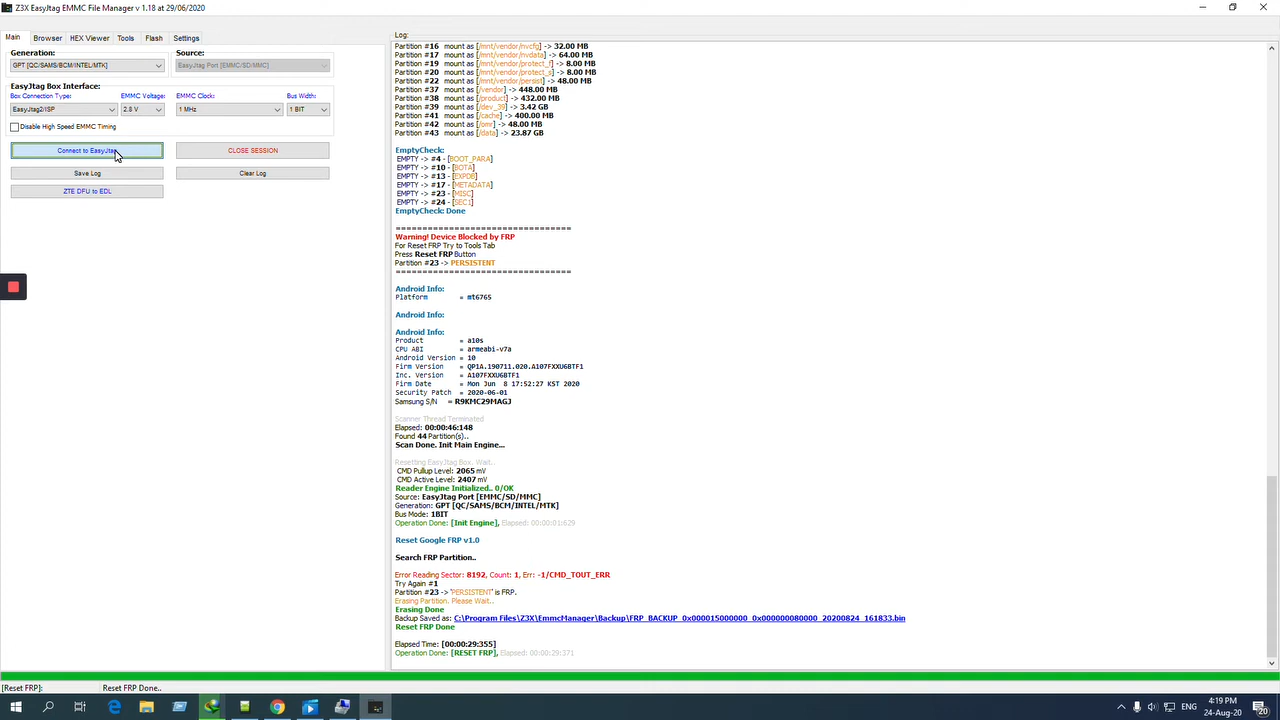 Z3X EasyJtag EMMC File Manager v 1.18 at 29/06/2020
Main Browser HEX Viewer Tools Flash Settings
Generation:
GPT [QC/SAMS/BCM/INTEL/MTK]
Source:
EasyJtag Port [EMMC/SD/MMC]
EasyJtag Box Interface:
Box Connection Type: EMMC Voltage: EMMC Clock: Bus Width:
EasyJtag2/ISP 2.8 V 1 MHz 1 BIT
Disable High Speed EMMC Timing
Connect to EasyJtag
CLOSE SESSION
Save Log
Clear Log
ZTE DFU to EDL
Log:
Partition #16 mount as [/mnt/vendor/nvcfg] -> 32.00 MB
Partition #17 mount as [/mnt/vendor/nvdata] -> 64.00 MB
Partition #19 mount as [/mnt/vendor/protect_f] -> 8.00 MB
Partition #20 mount as [/mnt/vendor/protect_s] -> 8.00 MB
Partition #22 mount as [/mnt/vendor/persist] -> 48.00 MB
Partition #37 mount as [/vendor] -> 448.00 MB
Partition #38 mount as [/product] -> 432.00 MB
Partition #39 mount as [/dev_39] -> 3.42 GB
Partition #41 mount as [/cache] -> 400.00 MB
Partition #42 mount as [/omr] -> 48.00 MB
Partition #43 mount as [/data] -> 23.87 GB
EmptyCheck:
EMPTY -> #4 - [BOOT_PARA]
EMPTY -> #10 - [BOTA]
EMPTY -> #13 - [EXPDB]
EMPTY -> #17 - [METADATA]
EMPTY -> #23 - [MISC]
EMPTY -> #24 - [SEC1]
EmptyCheck: Done
================================
Warning! Device Blocked by FRP
For Reset FRP Try to Tools Tab
Press Reset FRP Button
Partition #23 -> PERSISTENT
================================
Android Info:
Platform = mt6765
Android Info:
Android Info:
Product = a10s
CPU ABI = armeabi-v7a
Android Version = 10
Firm Version = QP1A.190711.020.A107FXXU6BTF1
Inc. Version = A107FXXU6BTF1
Firm Date = Mon Jun 8 17:52:27 KST 2020
Security Patch = 2020-06-01
Samsung S/N = R9KMC29MAGJ
Scanner Thread Terminated
Elapsed: 00:00:46:148
Found 44 Partition(s)..
Scan Done. Init Main Engine...
Resetting EasyJtag Box. Wait..
CMD Pullup Level: 2065 mV
CMD Active Level: 2407 mV
Reader Engine Initialized.. 0/OK
Source: EasyJtag Port [EMMC/SD/MMC]
Generation: GPT [QC/SAMS/BCM/INTEL/MTK]
Bus Mode: 1BIT
Operation Done: [Init Engine], Elapsed: 00:00:01:629
Reset Google FRP v1.0
Search FRP Partition..
Error Reading Sector: 8192, Count: 1, Err: -1/CMD_TOUT_ERR
Try Again #1
Partition #23 -> 'PERSISTENT' is FRP.
Erasing Partition. Please Wait..
Erasing Done
Backup Saved as: C:\Program Files\Z3X\EmmcManager\Backup\FRP_BACKUP_0x000015000000_0x000000080000_20200824_161833.bin
Reset FRP Done
Elapsed Time: [00:00:29:355]
Operation Done: [RESET FRP], Elapsed: 00:00:29:371
[Reset FRP]: Reset FRP Done..
ENG
4:19 PM
24-Aug-20
20